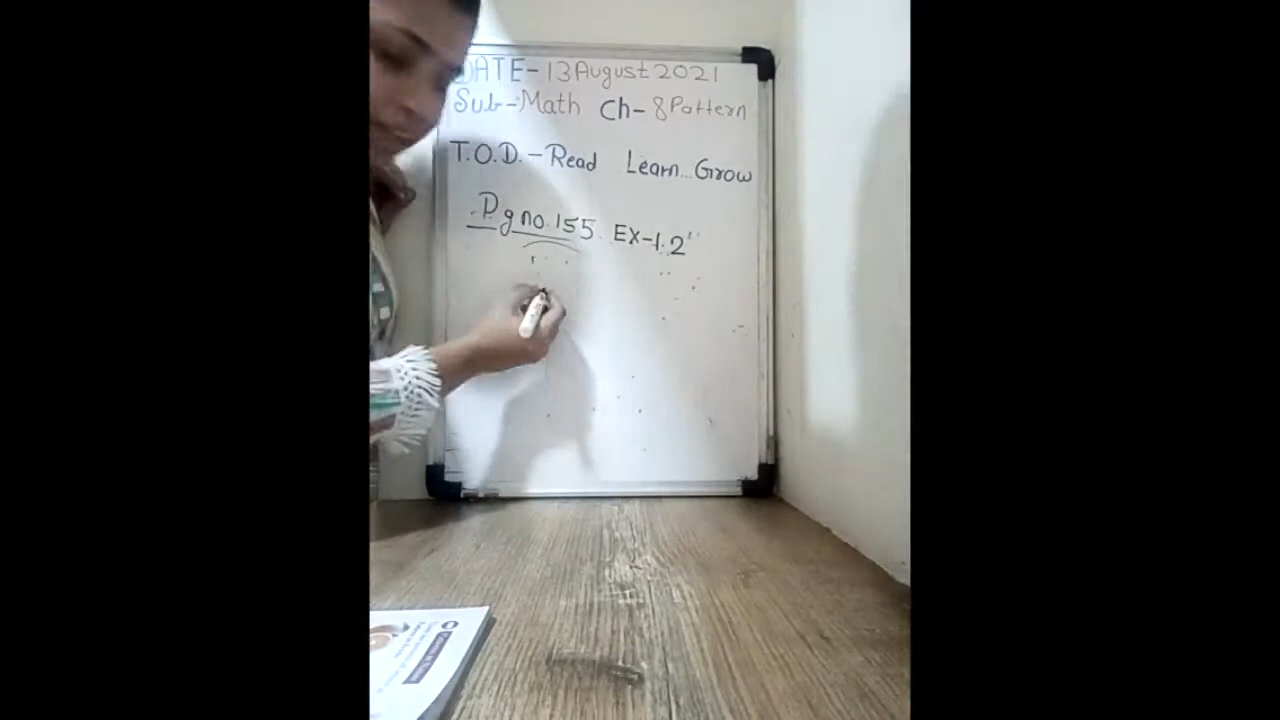 DATE-13 August 2021
Sub-Math Ch-8 Pattern
T.O.D.-Read Learn...Grow
Pg no.155. EX-1.2